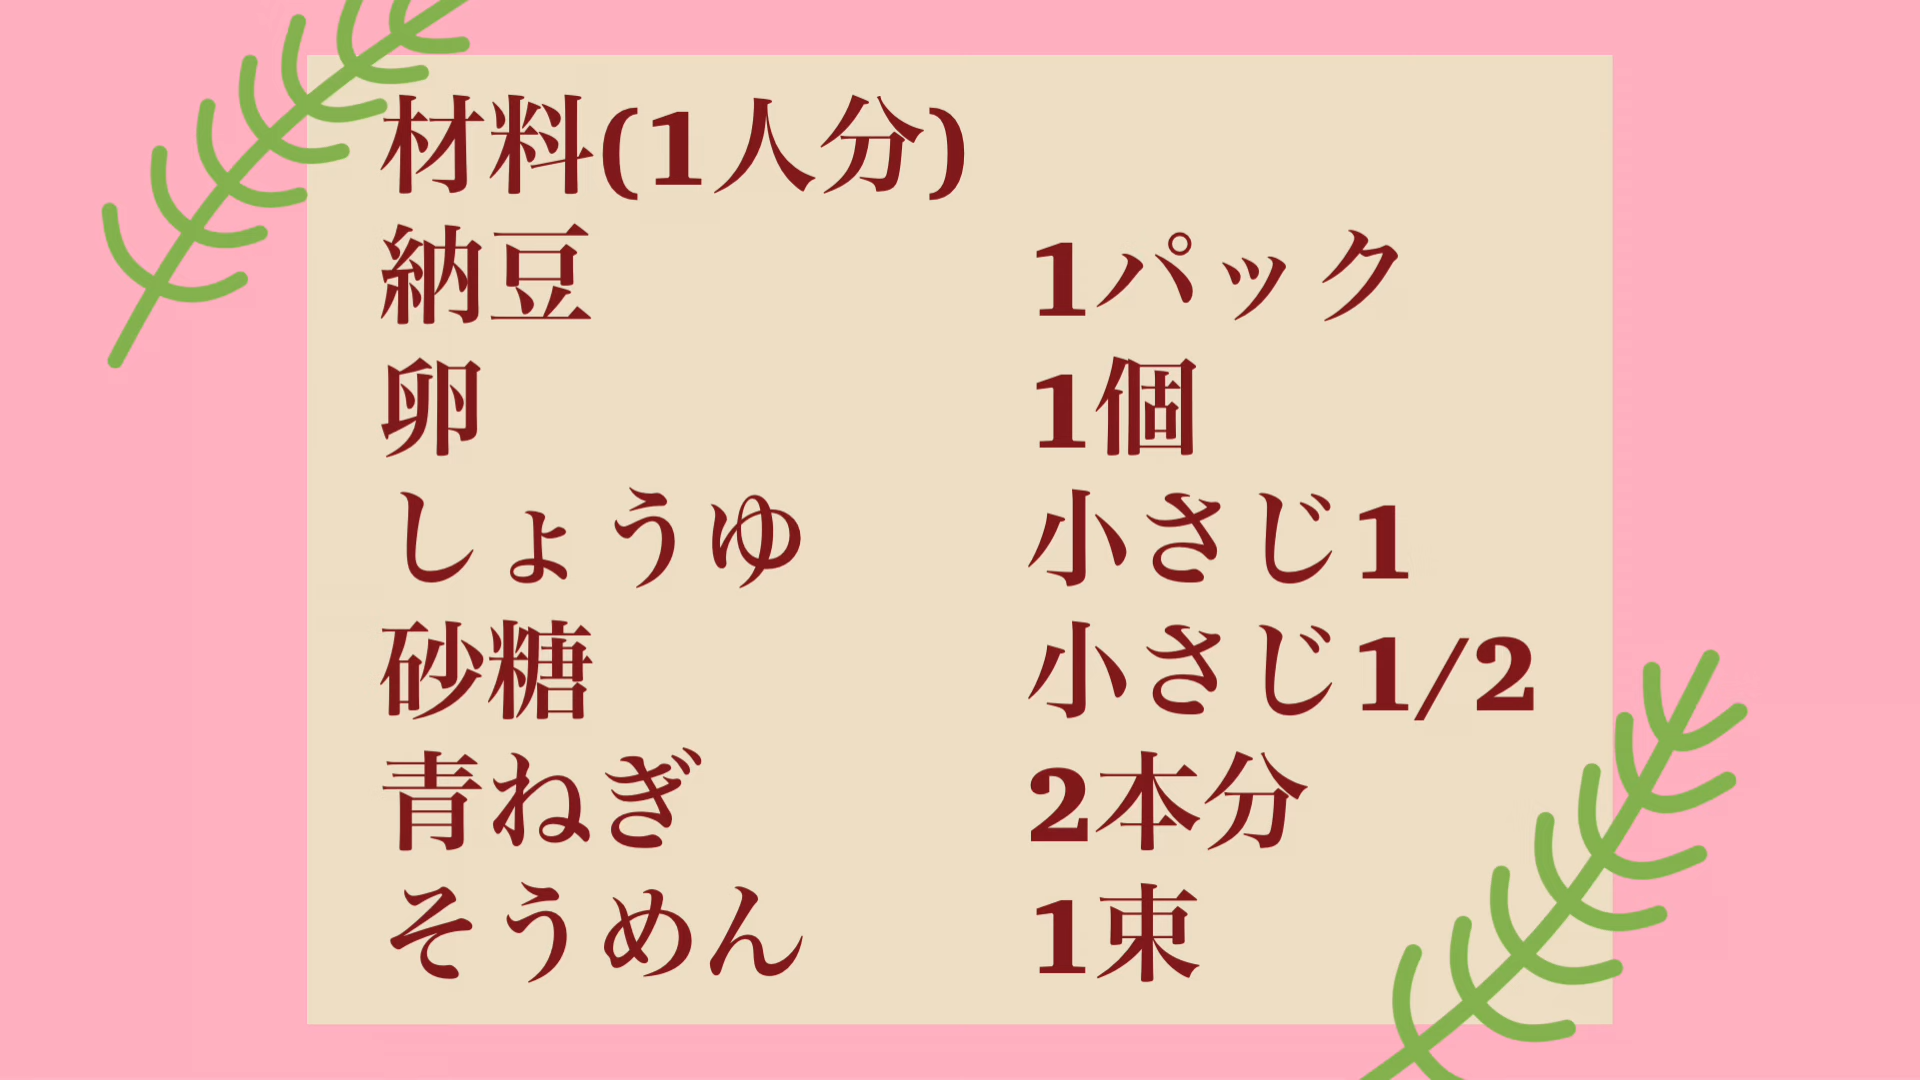 材料(1人分)
納豆 1パック
卵 1個
しょうゆ 小さじ1
砂糖 小さじ1/2
青ねぎ 2本分
そうめん 1束